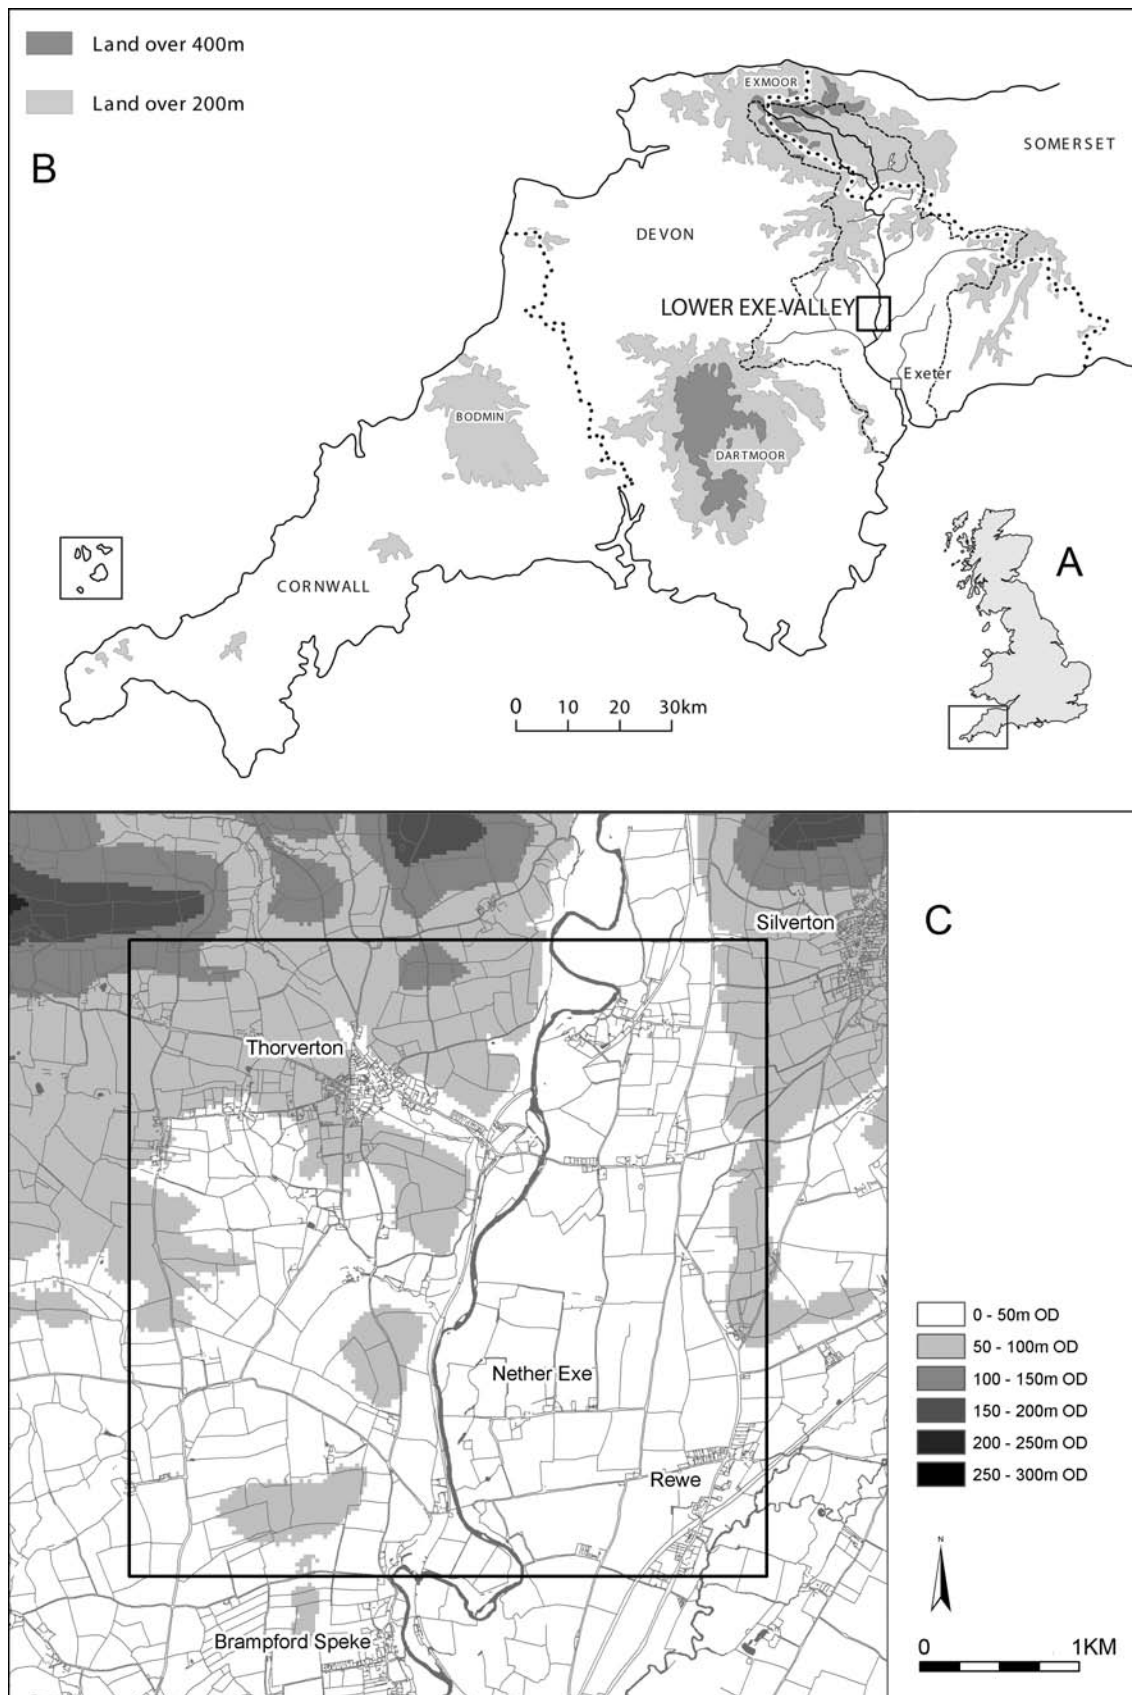 Land over 400m
Land over 200m
B
EXMOOR
SOMERSET
DEVON
LOWER EXE VALLEY
Exeter
BODMIN
DARTMOOR
CORNWALL
A
0 10 20 30km
C
Silverton
Thorverton
Nether Exe
Rewe
Brampford Speke
0 - 50m OD
50 - 100m OD
100 - 150m OD
150 - 200m OD
200 - 250m OD
250 - 300m OD
N
0 1KM